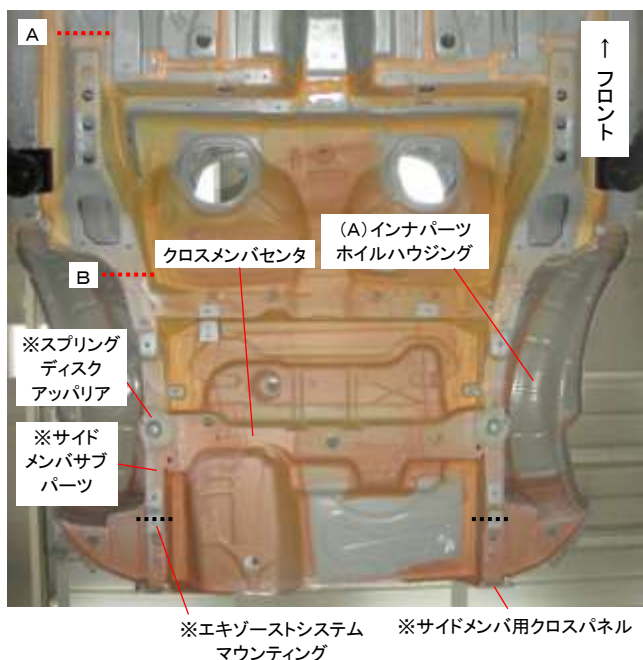 A
↑フロント
(A)インナパーツ
ホイルハウジング
クロスメンバセンタ
B
※スプリング
ディスク
アッパリア
※サイド
メンバサブ
パーツ
※エキゾーストシステム
マウンティング
※サイドメンバ用クロスパネル